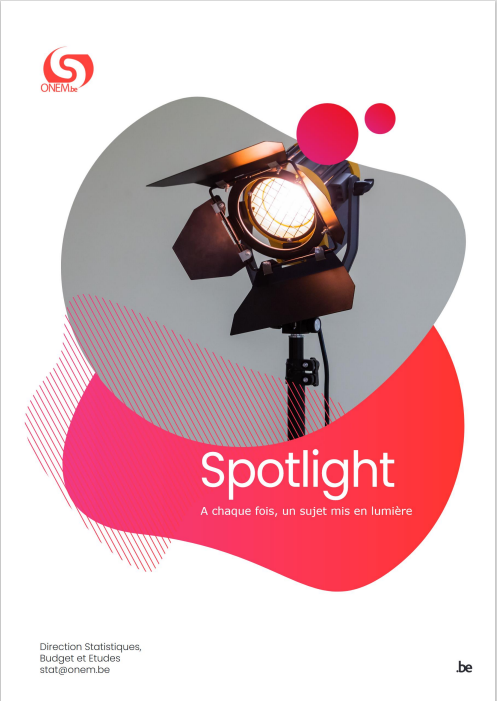 ONEM.be
Spotlight
A chaque fois, un sujet mis en lumière
Direction Statistiques,
Budget et Etudes
stat@onem.be
.be